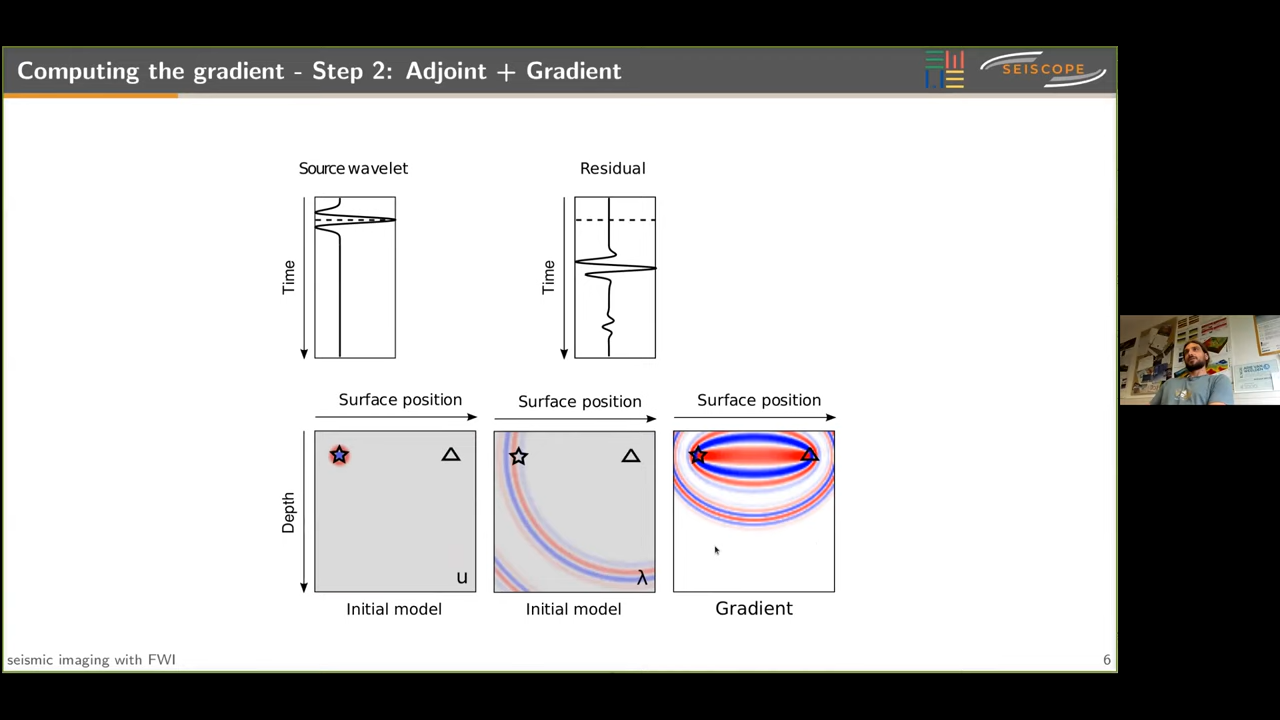 Computing the gradient - Step 2: Adjoint + Gradient
SEISCOPE
Source wavelet
Residual
Time
Time
Surface position
Surface position
Surface position
Depth
u
λ
Initial model
Initial model
Gradient
seismic imaging with FWI
6